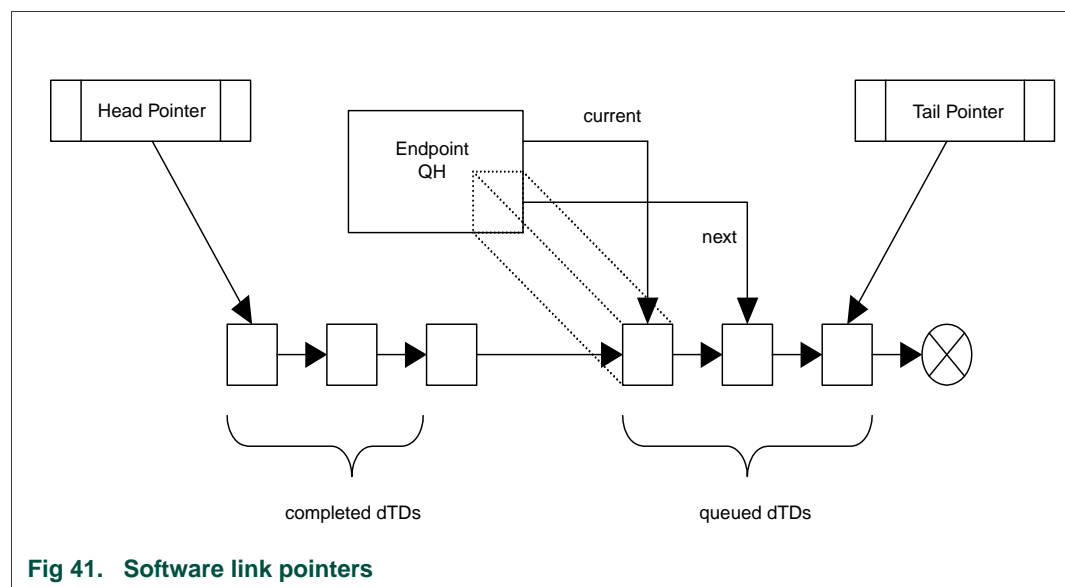 Head Pointer
current
Tail Pointer
Endpoint
QH
next
completed dTDs
queued dTDs
Fig 41. Software link pointers